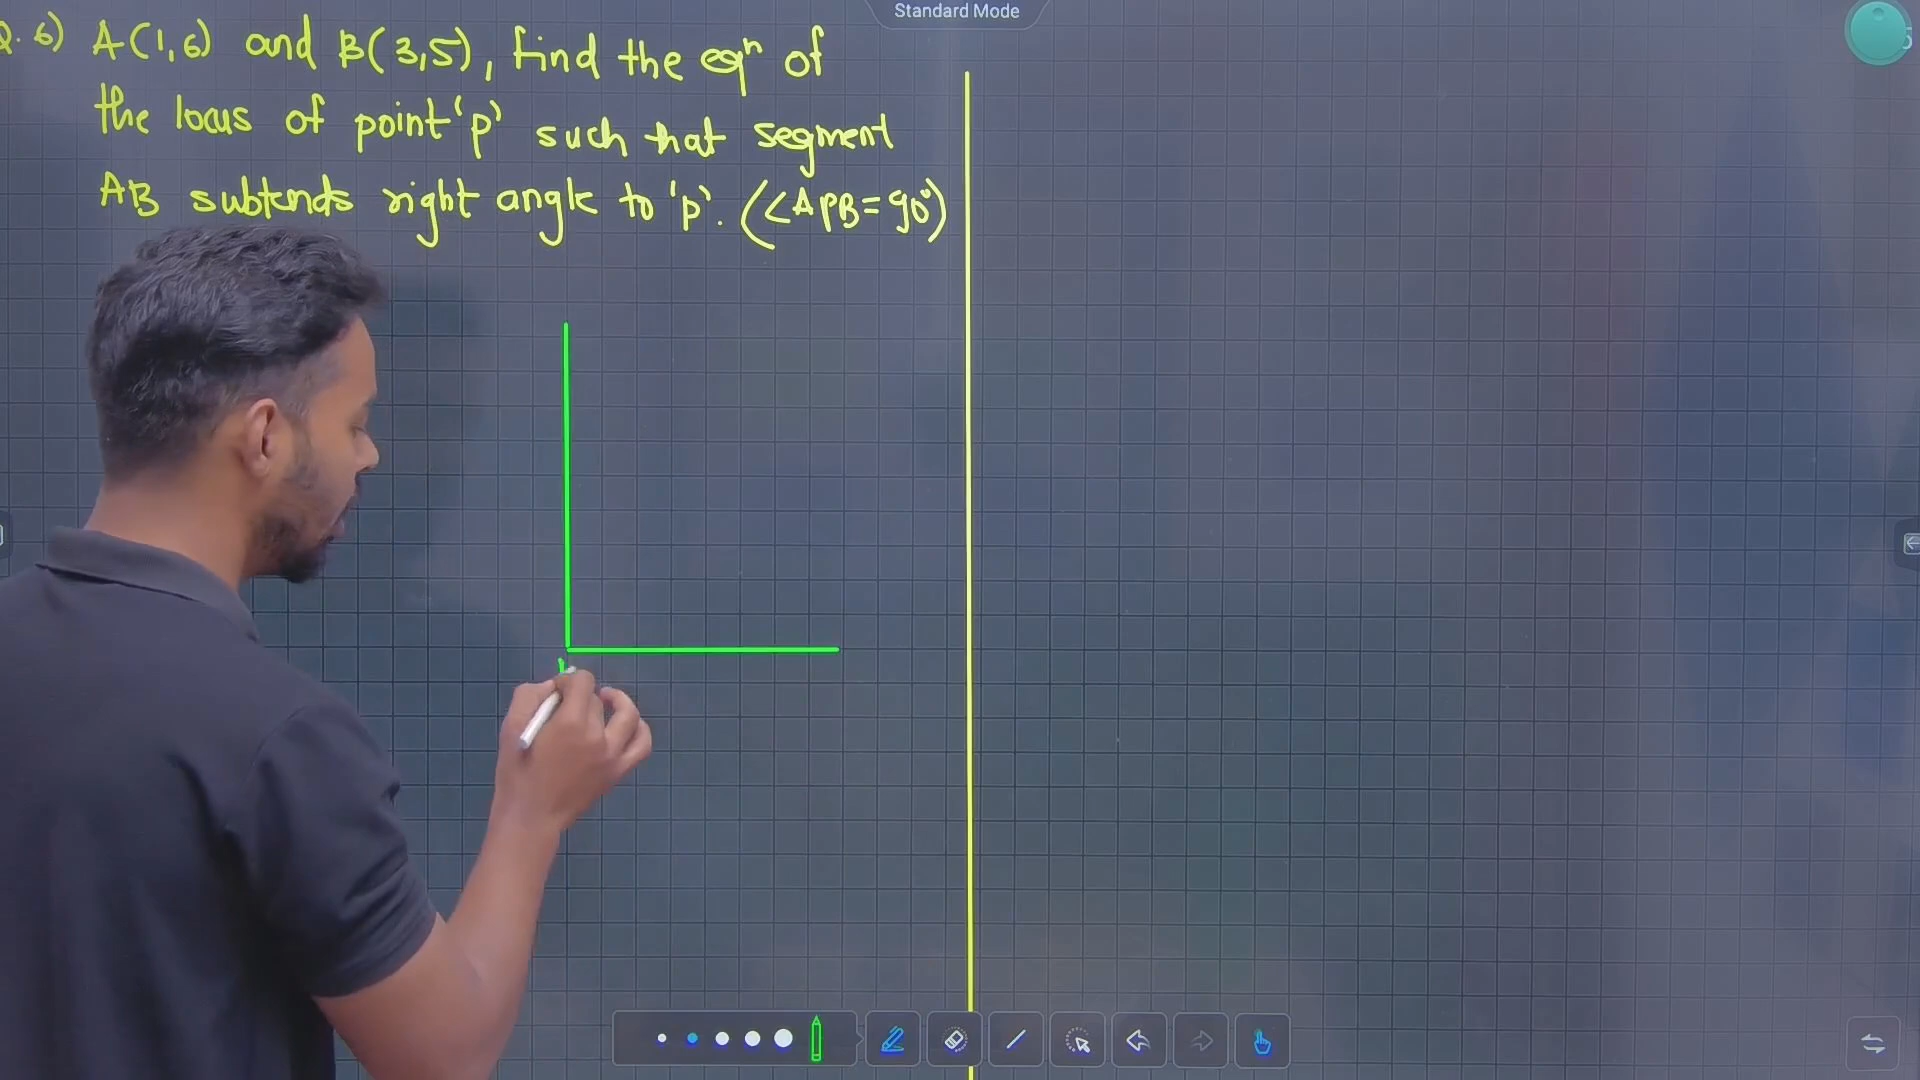 Standard Mode
Q. 6) A(1,6) and B(3,5), find the eqⁿ of
the locus of point 'p' such that segment
AB subtends right angle to 'p'. (∠APB=90°)